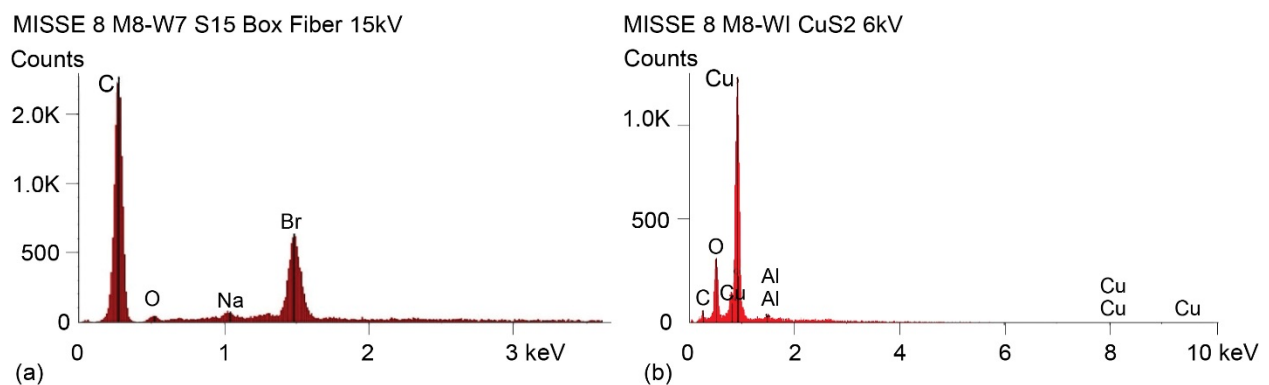 MISSE 8 M8-W7 S15 Box Fiber 15kV
Counts
C
2.0K
1.0K
Br
500
O
Na
0
0
1
2
3 keV
(a)
MISSE 8 M8-WI CuS2 6kV
Counts
Cu
1.0K
500
O
Al
C
Cu
Al
Cu
Cu
Cu
0
0
2
4
6
8
10 keV
(b)